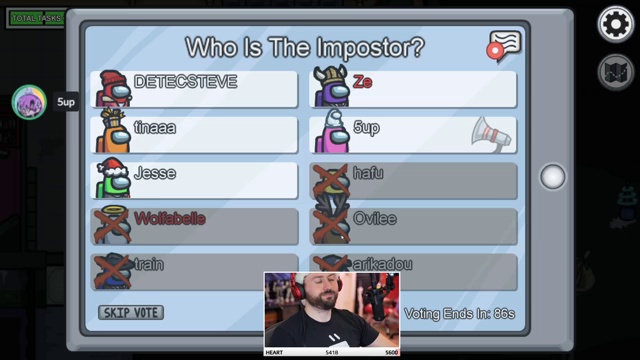 TOTAL TASKS
Who Is The Impostor?
DETECSTEVE
Ze
5up
tinaaa
5up
Jesse
hafu
Wolfabelle
Ovilee
train
arikadou
SKIP VOTE
Voting Ends In: 86s
HEART 5418 5600